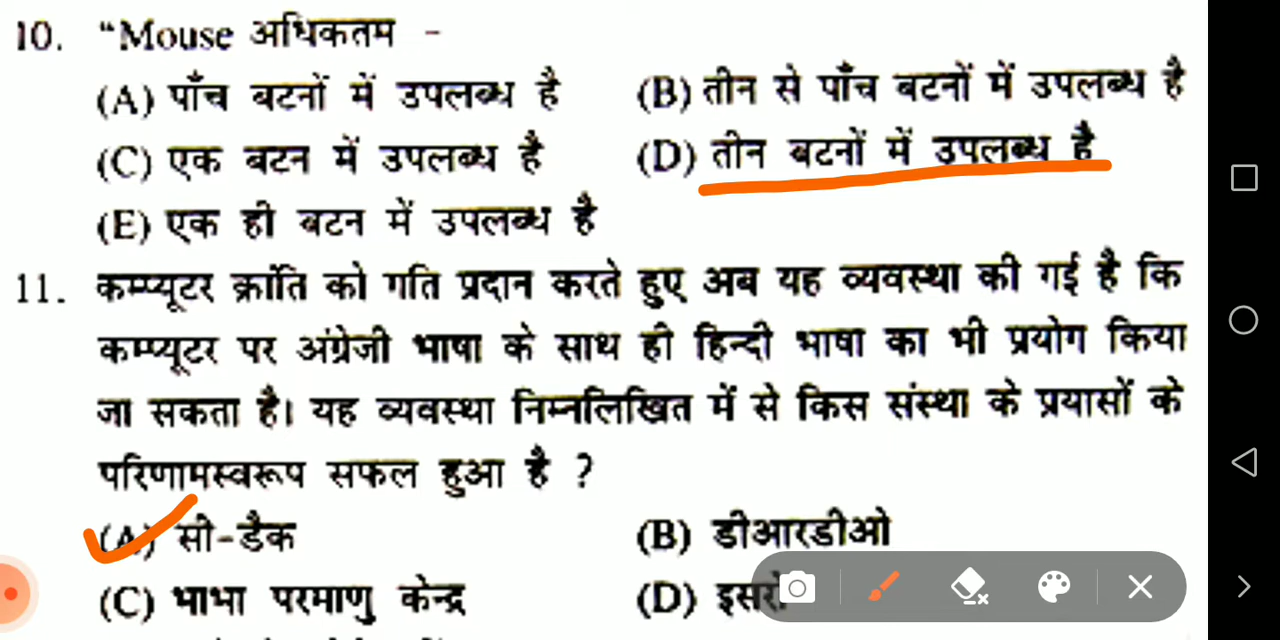 10. “Mouse अधिकतम -
(A) पाँच बटनों में उपलब्ध है (B) तीन से पाँच बटनों में उपलब्ध है
(C) एक बटन में उपलब्ध है (D) तीन बटनों में उपलब्ध है
(E) एक ही बटन में उपलब्ध है
11. कम्प्यूटर क्रांति को गति प्रदान करते हुए अब यह व्यवस्था की गई है कि
कम्प्यूटर पर अंग्रेजी भाषा के साथ ही हिन्दी भाषा का भी प्रयोग किया
जा सकता है। यह व्यवस्था निम्नलिखित में से किस संस्था के प्रयासों के
परिणामस्वरूप सफल हुआ है ?
(A) सी-डैक (B) डीआरडीओ
(C) भाभा परमाणु केन्द्र (D) इसरो